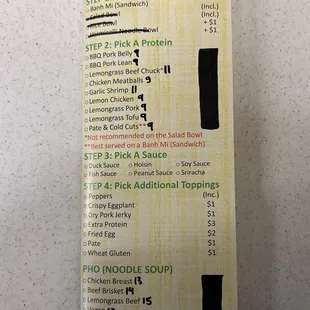 Banh Mi (Sandwich) (Incl.)
Salad Bowl (Incl.)
Rice Bowl + $1
Vermicelli Noodle Bowl + $1
STEP 2: Pick A Protein
BBQ Pork Belly 9
BBQ Pork Lean 9
Lemongrass Beef Chuck* 11
Chicken Meatballs 9
Garlic Shrimp 11
Lemon Chicken 9
Lemongrass Pork 9
Lemongrass Tofu 9
Pate & Cold Cuts** 9
*Not recommended on the Salad Bowl
**Best served on a Banh Mi (Sandwich)
STEP 3: Pick A Sauce
Duck Sauce Hoisin Soy Sauce
Fish Sauce Peanut Sauce Sriracha
STEP 4: Pick Additional Toppings
Peppers (Inc.)
Crispy Eggplant $1
Dry Pork Jerky $1
Extra Protein $3
Fried Egg $2
Pate $1
Wheat Gluten $1
PHO (NOODLE SOUP)
Chicken Breast 13
Beef Brisket 14
Lemongrass Beef 15